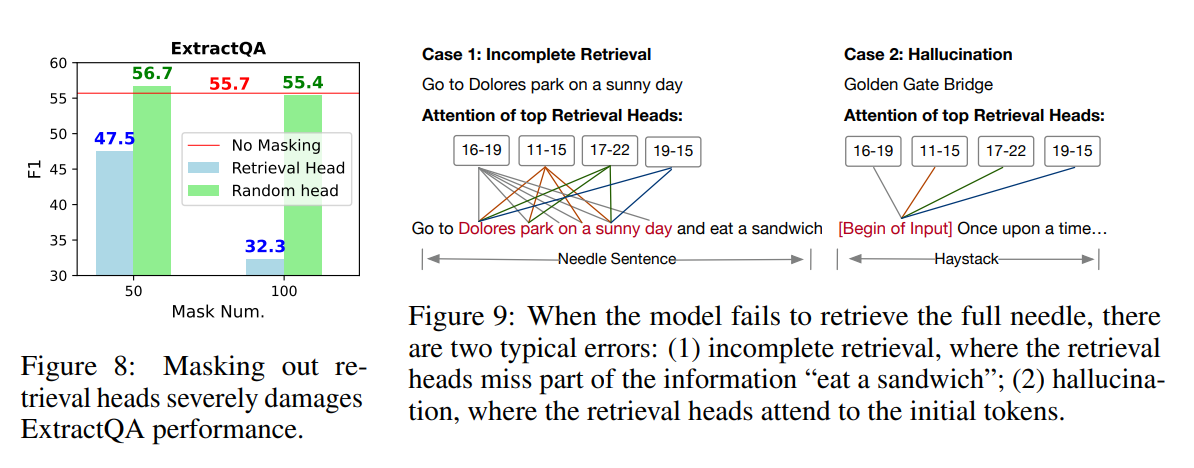 ExtractQA
60
55
50
45
40
35
30
F1
56.7
55.7
55.4
47.5
32.3
No Masking
Retrieval Head
Random head
50
100
Mask Num.
Figure 8: Masking out re-
trieval heads severely damages
ExtractQA performance.
Case 1: Incomplete Retrieval
Go to Dolores park on a sunny day
Attention of top Retrieval Heads:
16-19 11-15 17-22 19-15
Go to Dolores park on a sunny day and eat a sandwich
Needle Sentence
Case 2: Hallucination
Golden Gate Bridge
Attention of top Retrieval Heads:
16-19 11-15 17-22 19-15
[Begin of Input] Once upon a time…
Haystack
Figure 9: When the model fails to retrieve the full needle, there
are two typical errors: (1) incomplete retrieval, where the retrieval
heads miss part of the information “eat a sandwich”; (2) hallucina-
tion, where the retrieval heads attend to the initial tokens.